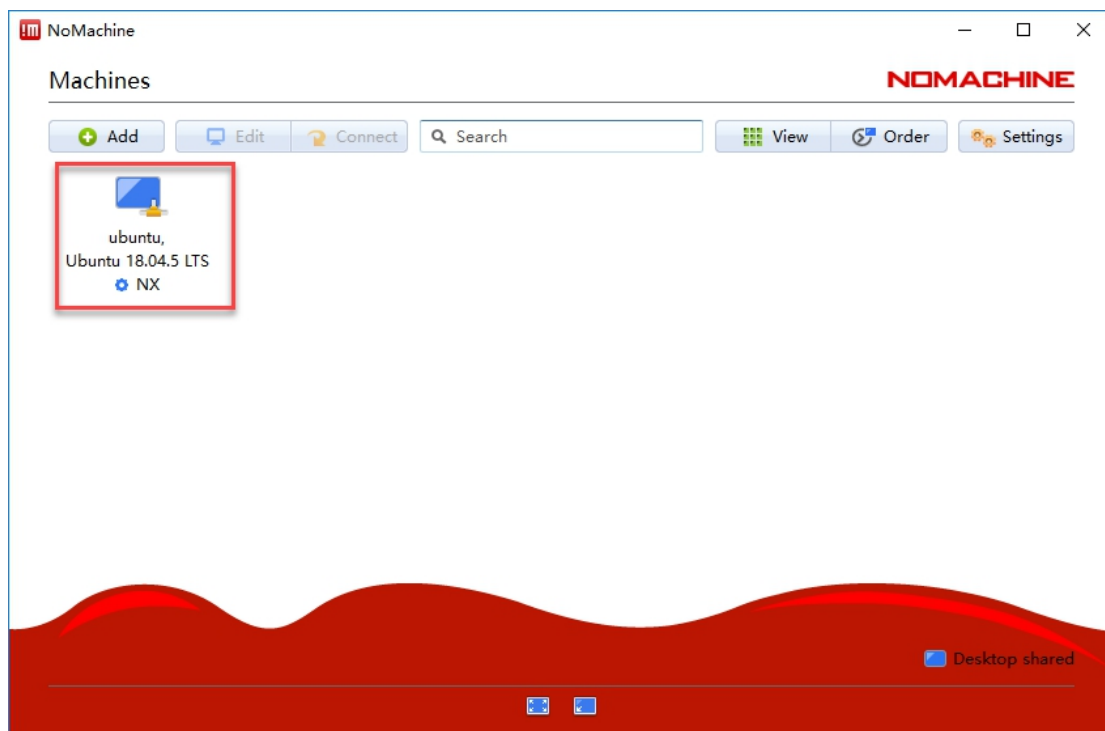 NoMachine
Machines
NOMACHINE
Add
Edit
Connect
Search
View
Order
Settings
ubuntu,
Ubuntu 18.04.5 LTS
NX
Desktop shared